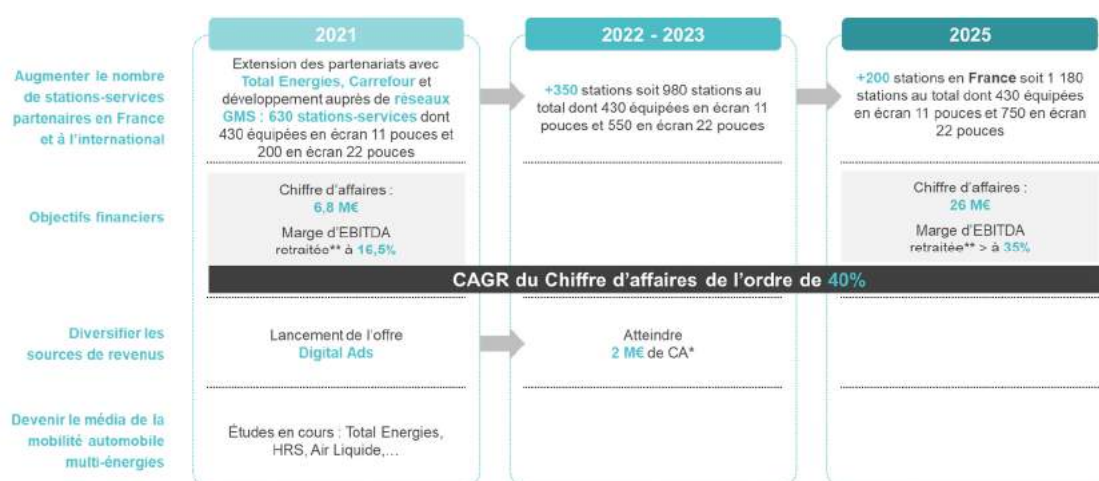 2021
2022 - 2023
2025
Augmenter le nombre
de stations-services
partenaires en France
et à l'international
Extension des partenariats avec
Total Energies, Carrefour et
développement auprès de réseaux
GMS : 630 stations-services dont
430 équipées en écran 11 pouces et
200 en écran 22 pouces
+350 stations soit 980 stations au
total dont 430 équipées en écran 11
pouces et 550 en écran 22 pouces
+200 stations en France soit 1 180
stations au total dont 430 équipées
en écran 11 pouces et 750 en écran
22 pouces
Objectifs financiers
Chiffre d'affaires :
6,8 M€
Marge d'EBITDA
retraitée** à 16,5%
Chiffre d'affaires :
26 M€
Marge d'EBITDA
retraitée** > à 35%
CAGR du Chiffre d'affaires de l'ordre de 40%
Diversifier les
sources de revenus
Lancement de l'offre
Digital Ads
Atteindre
2 M€ de CA*
Devenir le média de la
mobilité automobile
multi-énergies
Études en cours : Total Energies,
HRS, Air Liquide,...